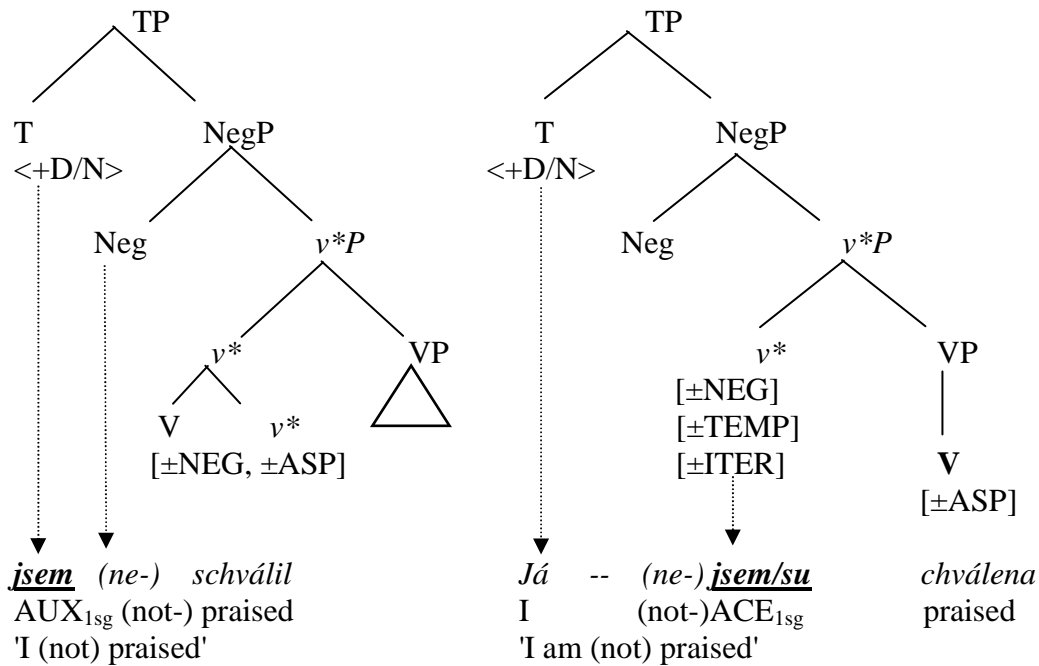 TP TP
T NegP T NegP
<+D/N> <+D/N>
Neg v*P Neg v*P
v* VP v* VP
[±NEG]
V v* [±TEMP]
[±NEG, ±ASP] [±ITER] V
[±ASP]
jsem (ne-) schválil Já -- (ne-) jsem/su chválena
AUX1sg (not-) praised I (not-)ACE1sg praised
'I (not) praised' 'I am (not) praised'